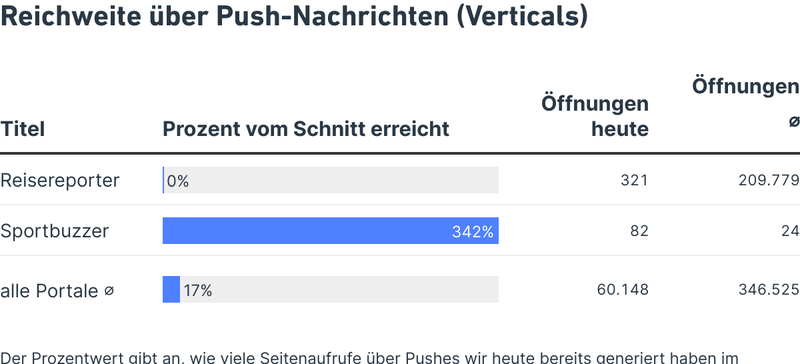 Reichweite über Push-Nachrichten (Verticals)
Titel Prozent vom Schnitt erreicht Öffnungen heute Öffnungen ⌀
Reisereporter 0% 321 209.779
Sportbuzzer 342% 82 24
alle Portale ⌀ 17% 60.148 346.525
Der Prozentwert gibt an, wie viele Seitenaufrufe über Pushes wir heute bereits generiert haben im